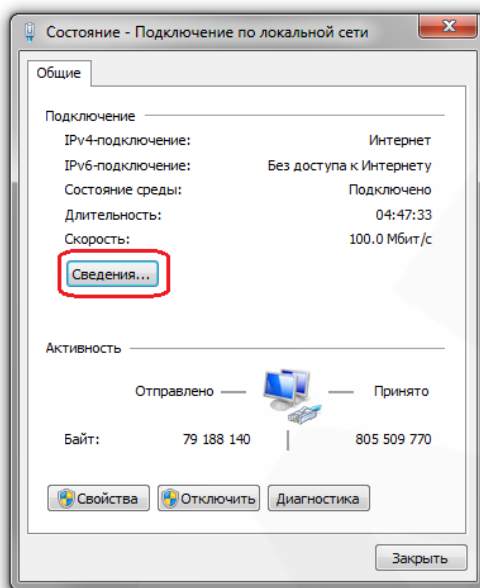 Состояние - Подключение по локальной сети
Общие
Подключение
IPv4-подключение: Интернет
IPv6-подключение: Без доступа к Интернету
Состояние среды: Подключено
Длительность: 04:47:33
Скорость: 100.0 Мбит/с
Сведения...
Активность
Отправлено — — Принято
Байт: 79 188 140 | 805 509 770
Свойства Отключить Диагностика
Закрыть